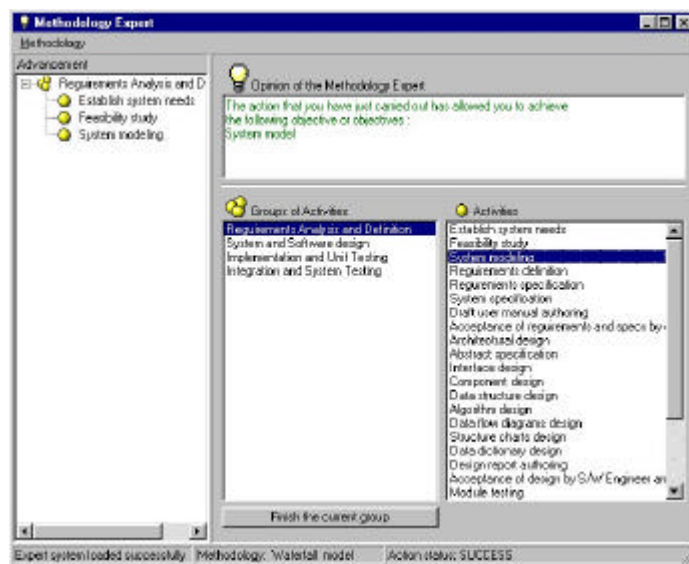 Methodology Expert
Methodology
Advancement
Requirements Analysis and D
Establish system needs
Feasibility study
System modeling
Opinion of the Methodology Expert
The action that you have just carried out has allowed you to achieve
the following objective or objectives :
System model
Groups of Activities
Requirements Analysis and Definition
System and Software design
Implementation and Unit Testing
Integration and System Testing
Activities
Establish system needs
Feasibility study
System modeling
Requirements definition
Requirements specification
System specification
Draft user manual authoring
Acceptance of requirements and specs by
Architectural design
Abstract specification
Interface design
Component design
Data structure design
Algorithm design
Data flow diagrams design
Structure charts design
Data dictionary design
Design report authoring
Acceptance of design by S/W Engineer an
Module testing
Finish the current group
Expert system loaded successfully
Methodology: 'Waterfall model'
Action status: SUCCESS